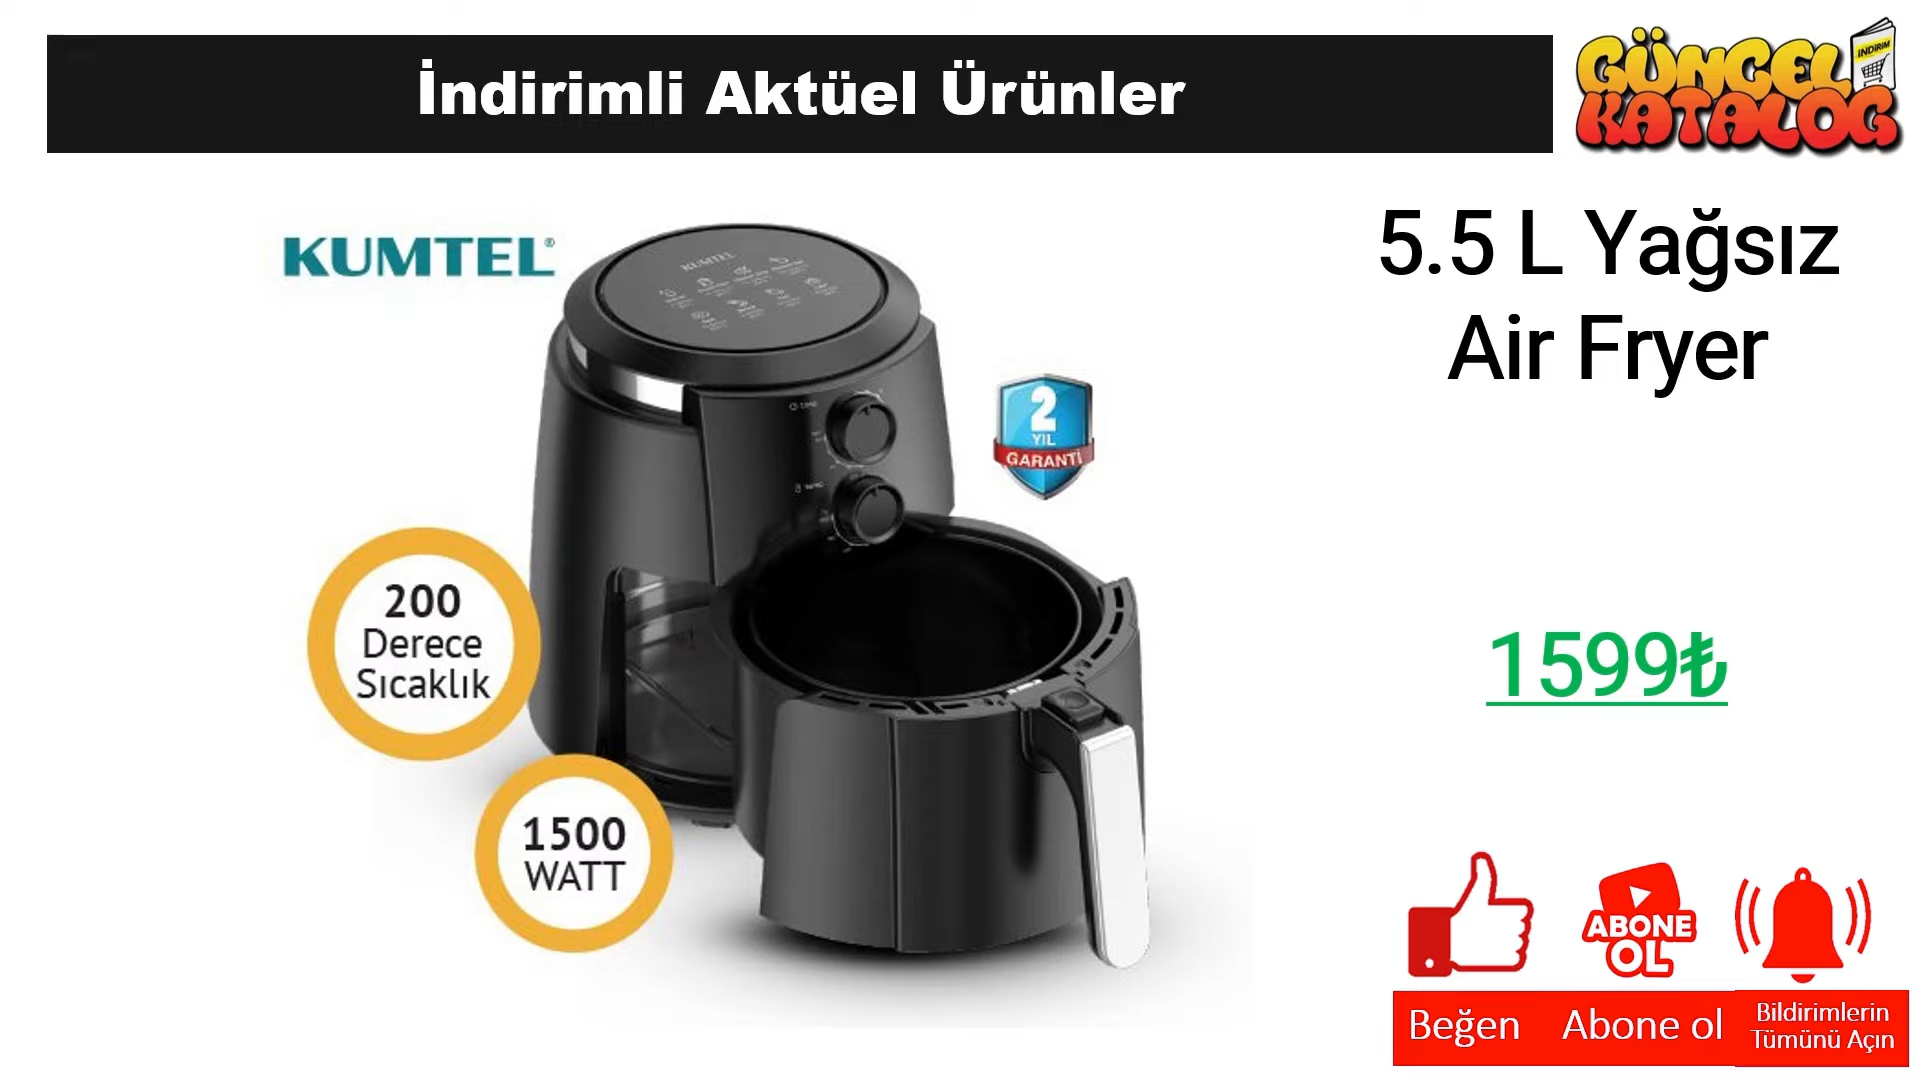 İndirimli Aktüel Ürünler
GÜNCEL
KATALOG
İNDİRİM
KUMTEL®
5.5 L Yağsız
Air Fryer
KUMTEL
2
YIL
GARANTİ
200
Derece
Sıcaklık
1599₺
1500
WATT
ABONE
OL
Beğen
Abone ol
Bildirimlerin
Tümünü Açın